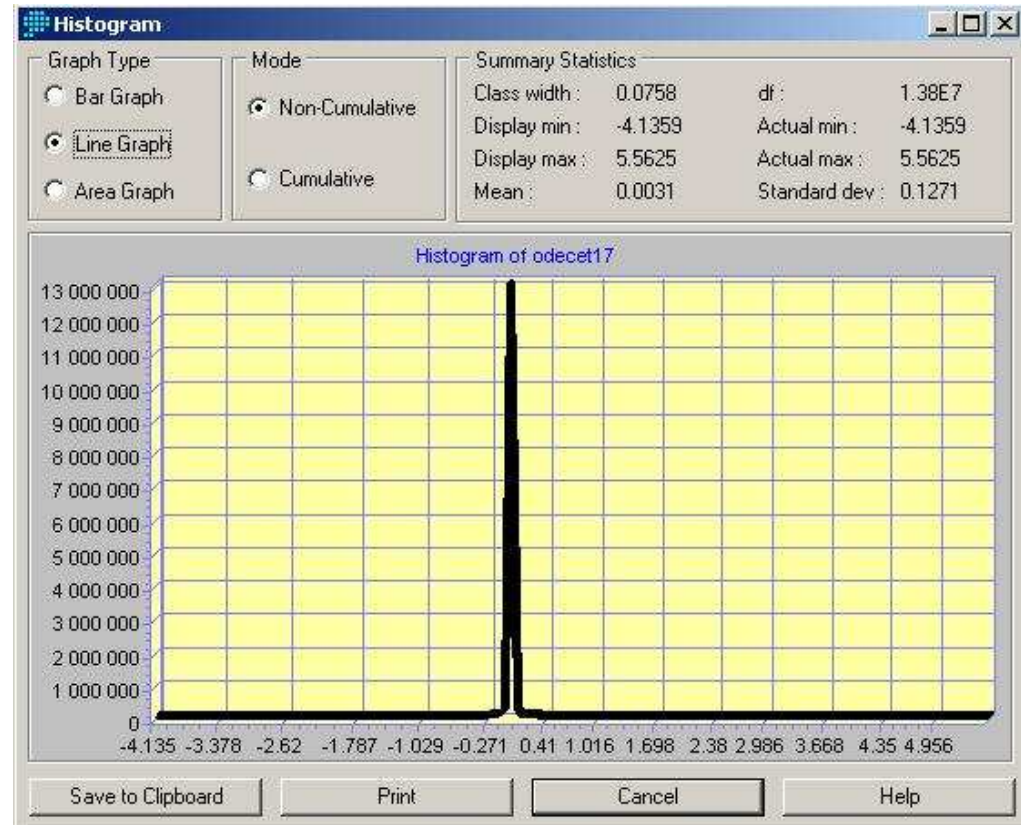 Histogram
Graph Type
Bar Graph
Line Graph
Area Graph
Mode
Non-Cumulative
Cumulative
Summary Statistics
Class width : 0.0758 df : 1.38E7
Display min : -4.1359 Actual min : -4.1359
Display max : 5.5625 Actual max : 5.5625
Mean : 0.0031 Standard dev : 0.1271
Histogram of odecet17
13 000 000
12 000 000
11 000 000
10 000 000
9 000 000
8 000 000
7 000 000
6 000 000
5 000 000
4 000 000
3 000 000
2 000 000
1 000 000
0
-4.135 -3.378 -2.62 -1.787 -1.029 -0.271 0.41 1.016 1.698 2.38 2.986 3.668 4.35 4.956
Save to Clipboard Print Cancel Help